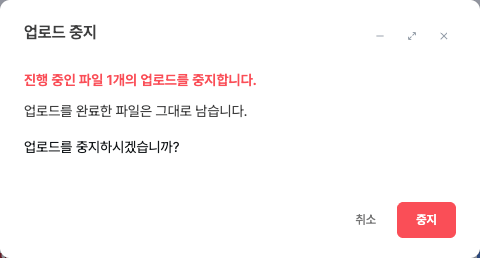 업로드 중지
진행 중인 파일 1개의 업로드를 중지합니다.
업로드를 완료한 파일은 그대로 남습니다.
업로드를 중지하시겠습니까?
취소 중지